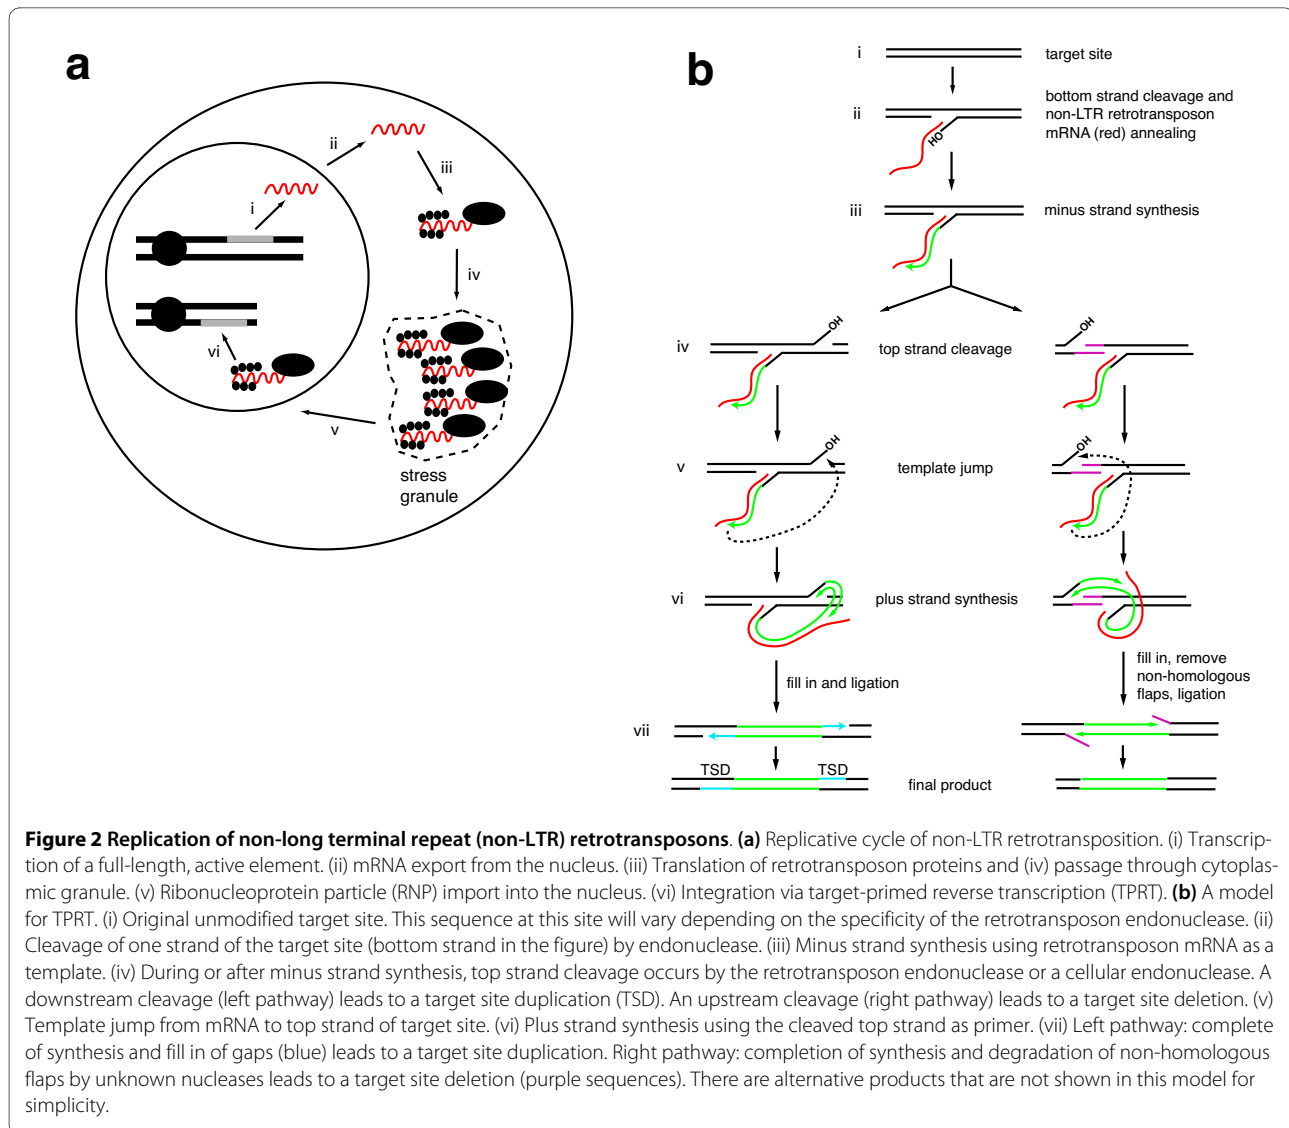 a
i
ii
iii
iv
v
vi
stress
granule
b
i
target site
ii
bottom strand cleavage and
non-LTR retrotransposon
mRNA (red) annealing
HO
iii
minus strand synthesis
iv
OH
top strand cleavage
OH
v
OH
template jump
OH
vi
plus strand synthesis
fill in and ligation
fill in, remove
non-homologous
flaps, ligation
vii
TSD
TSD
final product
Figure 2 Replication of non-long terminal repeat (non-LTR) retrotransposons. (a) Replicative cycle of non-LTR retrotransposition. (i) Transcrip-
tion of a full-length, active element. (ii) mRNA export from the nucleus. (iii) Translation of retrotransposon proteins and (iv) passage through cytoplas-
mic granule. (v) Ribonucleoprotein particle (RNP) import into the nucleus. (vi) Integration via target-primed reverse transcription (TPRT). (b) A model
for TPRT. (i) Original unmodified target site. This sequence at this site will vary depending on the specificity of the retrotransposon endonuclease. (ii)
Cleavage of one strand of the target site (bottom strand in the figure) by endonuclease. (iii) Minus strand synthesis using retrotransposon mRNA as a
template. (iv) During or after minus strand synthesis, top strand cleavage occurs by the retrotransposon endonuclease or a cellular endonuclease. A
downstream cleavage (left pathway) leads to a target site duplication (TSD). An upstream cleavage (right pathway) leads to a target site deletion. (v)
Template jump from mRNA to top strand of target site. (vi) Plus strand synthesis using the cleaved top strand as primer. (vii) Left pathway: complete
of synthesis and fill in of gaps (blue) leads to a target site duplication. Right pathway: completion of synthesis and degradation of non-homologous
flaps by unknown nucleases leads to a target site deletion (purple sequences). There are alternative products that are not shown in this model for
simplicity.